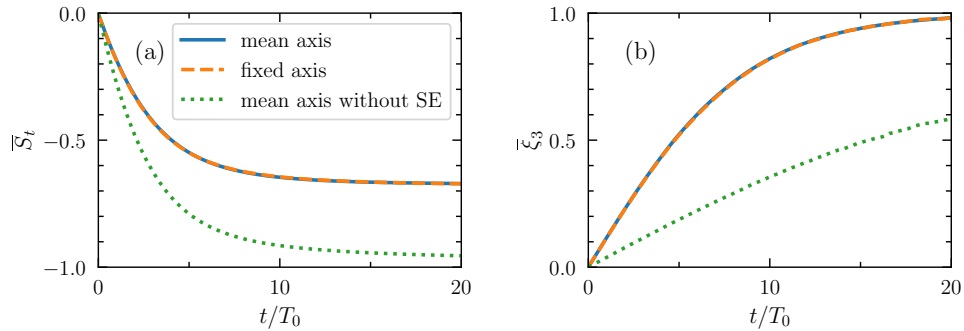 0.0
−0.5
−1.0
S̅_t
(a)
mean axis
fixed axis
mean axis without SE
0
10
20
t/T_0
1.0
0.5
0.0
ξ̅_3
(b)
0
10
20
t/T_0